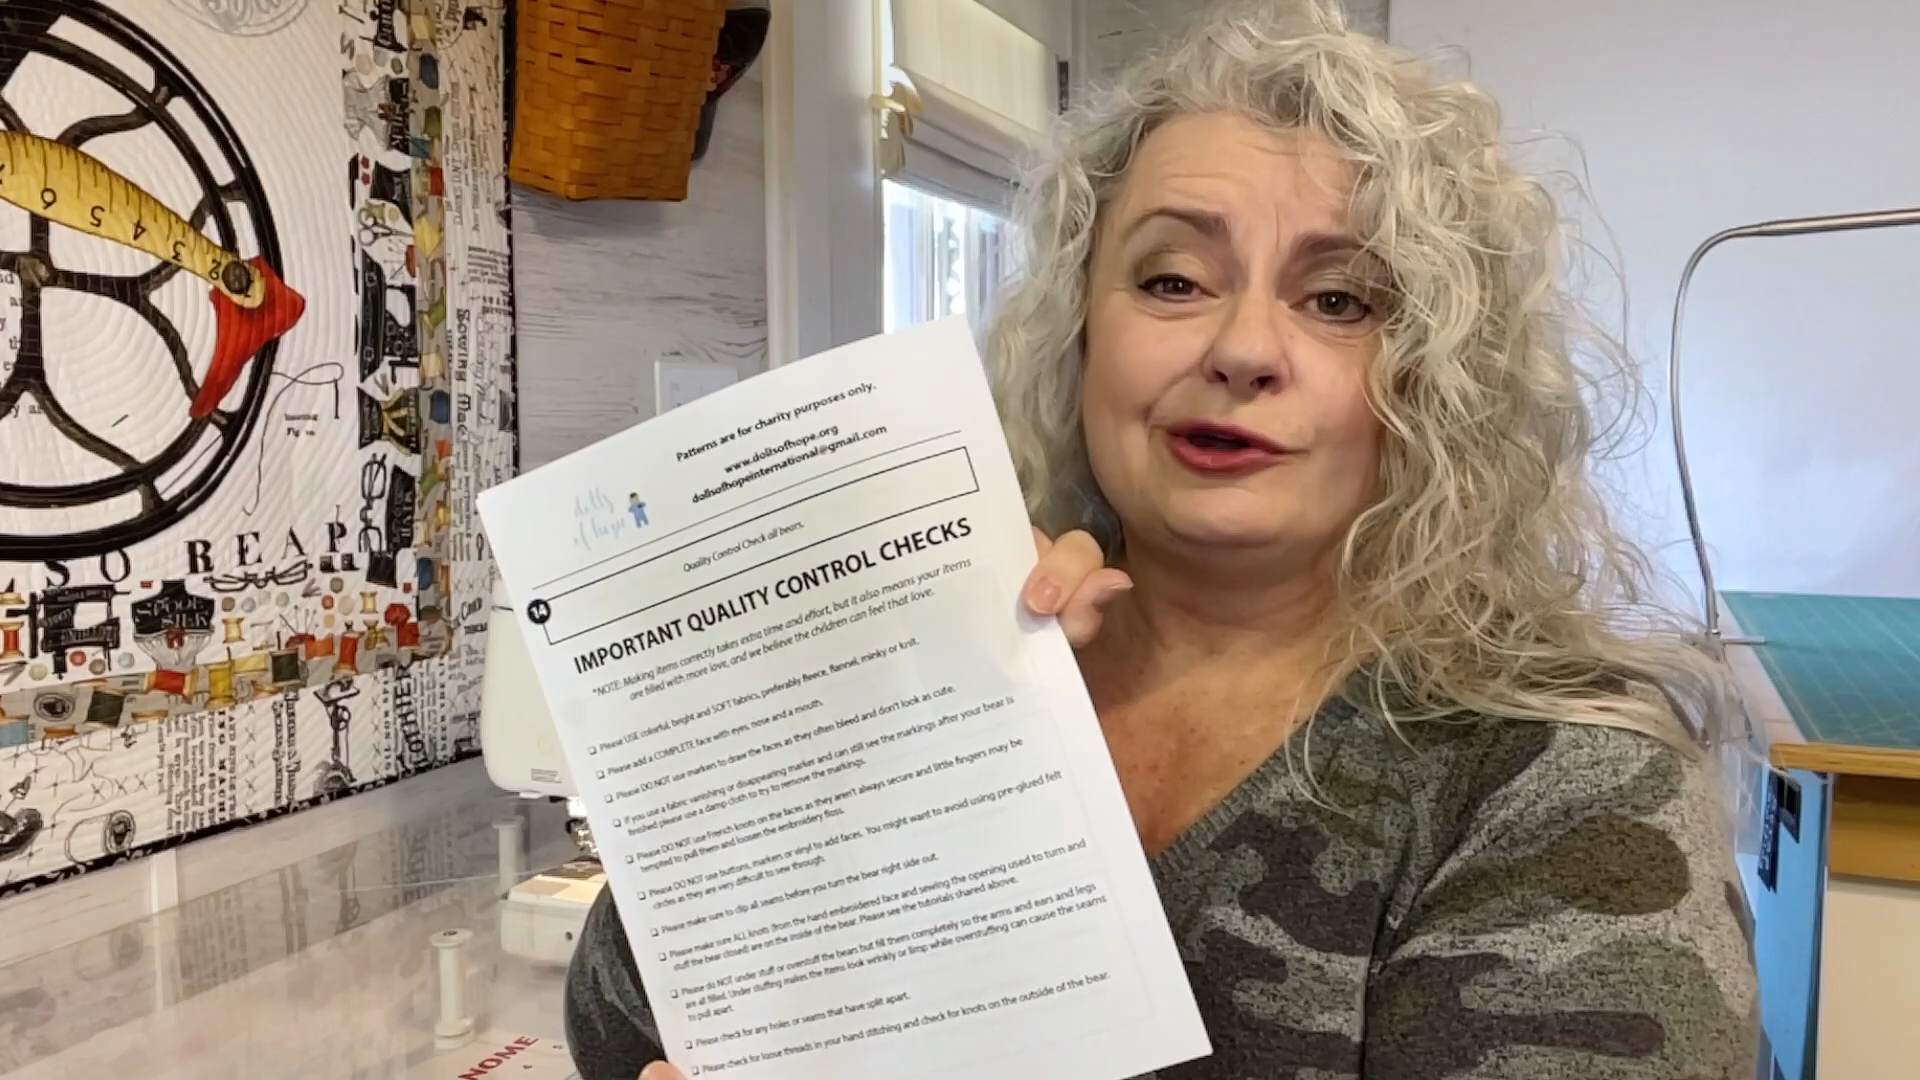 6 5 4 3 2
LSO REAP
SPOOL
SILK
SEWING MA
CLOTHIER
Fig
Patterns are for charity purposes only.
www.dollsofhope.org
dollsofhopeinternational@gmail.com
dolls
of hope
Quality Control Check all bears.
14
IMPORTANT QUALITY CONTROL CHECKS
*NOTE: Making items correctly takes extra time and effort, but it also means your items
are filled with more love, and we believe the children can feel that love.
Please USE colorful, bright and SOFT fabrics, preferably fleece, flannel, minky or knit.
Please add a COMPLETE face with eyes, nose and a mouth.
Please DO NOT use markers to draw the faces as they often bleed and don't look as cute.
If you use a fabric vanishing or disappearing marker and can still see the markings after your bear is
finished please use a damp cloth to try to remove the markings.
Please DO NOT use French knots on the faces as they aren't always secure and little fingers may be
tempted to pull them and loosen the embroidery floss.
Please DO NOT use buttons, markers or vinyl to add faces. You might want to avoid using pre-glued felt
circles as they are very difficult to sew through.
Please make sure to clip all seams before you turn the bear right side out.
Please make sure ALL knots (from the hand embroidered face and sewing the opening used to turn and
stuff the bear closed) are on the inside of the bear. Please see the tutorials shared above.
Please do NOT under stuff or overstuff the bears but fill them completely so the arms and ears and legs
are all filled. Under stuffing makes the items look wrinkly or limp while overstuffing can cause the seams
to pull apart.
Please check for any holes or seams that have split apart.
Please check for loose threads in your hand stitching and check for knots on the outside of the bear.
NOME